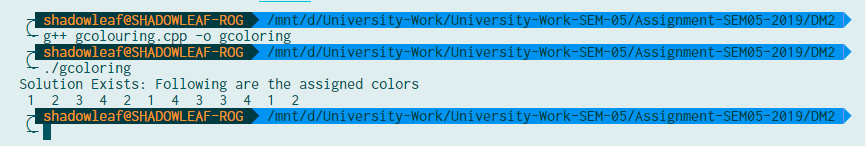 shadowleaf@SHADOWLEAF-ROG /mnt/d/University-Work/University-Work-SEM-05/Assignment-SEM05-2019/DM2
g++ gcolouring.cpp -o gcoloring
shadowleaf@SHADOWLEAF-ROG /mnt/d/University-Work/University-Work-SEM-05/Assignment-SEM05-2019/DM2
./gcoloring
Solution Exists: Following are the assigned colors
1 2 3 4 2 1 4 3 3 4 1 2
shadowleaf@SHADOWLEAF-ROG /mnt/d/University-Work/University-Work-SEM-05/Assignment-SEM05-2019/DM2